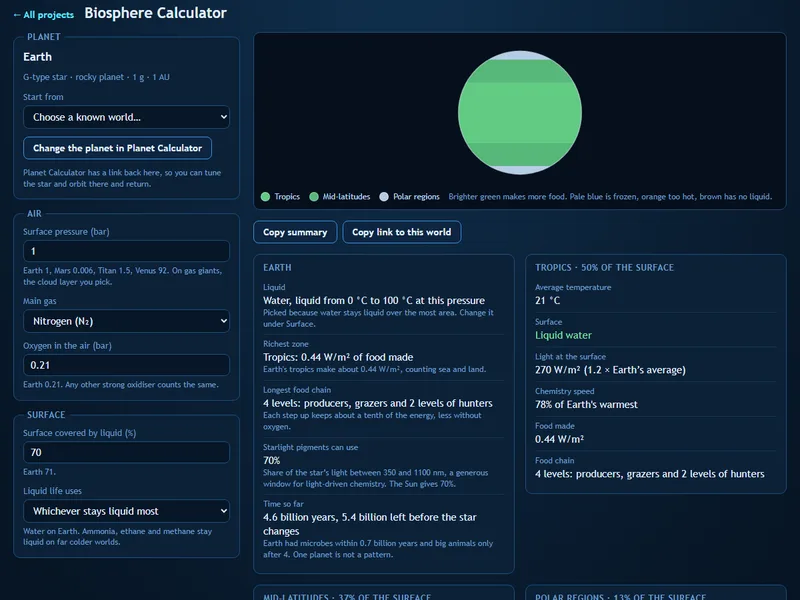 ← All projects Biosphere Calculator
PLANET
Earth
G-type star · rocky planet · 1 g · 1 AU
Start from
Choose a known world...
Change the planet in Planet Calculator
Planet Calculator has a link back here, so you can tune
the star and orbit there and return.
AIR
Surface pressure (bar)
1
Earth 1, Mars 0.006, Titan 1.5, Venus 92. On gas giants,
the cloud layer you pick.
Main gas
Nitrogen (N₂)
Oxygen in the air (bar)
0.21
Earth 0.21. Any other strong oxidiser counts the same.
SURFACE
Surface covered by liquid (%)
70
Earth 71.
Liquid life uses
Whichever stays liquid most
Water on Earth. Ammonia, ethane and methane stay
liquid on far colder worlds.
Tropics Mid-latitudes Polar regions Brighter green makes more food. Pale blue is frozen, orange too hot, brown has no liquid.
Copy summary Copy link to this world
EARTH
Liquid
Water, liquid from 0 °C to 100 °C at this pressure
Picked because water stays liquid over the most area. Change it
under Surface.
Richest zone
Tropics: 0.44 W/m² of food made
Earth's tropics make about 0.44 W/m², counting sea and land.
Longest food chain
4 levels: producers, grazers and 2 levels of hunters
Each step up keeps about a tenth of the energy, less without
oxygen.
Starlight pigments can use
70%
Share of the star's light between 350 and 1100 nm, a generous
window for light-driven chemistry. The Sun gives 70%.
Time so far
4.6 billion years, 5.4 billion left before the star
changes
Earth had microbes within 0.7 billion years and big animals only
after 4. One planet is not a pattern.
TROPICS · 50% OF THE SURFACE
Average temperature
21 °C
Surface
Liquid water
Light at the surface
270 W/m² (1.2 × Earth's average)
Chemistry speed
78% of Earth's warmest
Food made
0.44 W/m²
Food chain
4 levels: producers, grazers and 2 levels of hunters
MID-LATITUDES · 37% OF THE SURFACE
POLAR REGIONS · 13% OF THE SURFACE